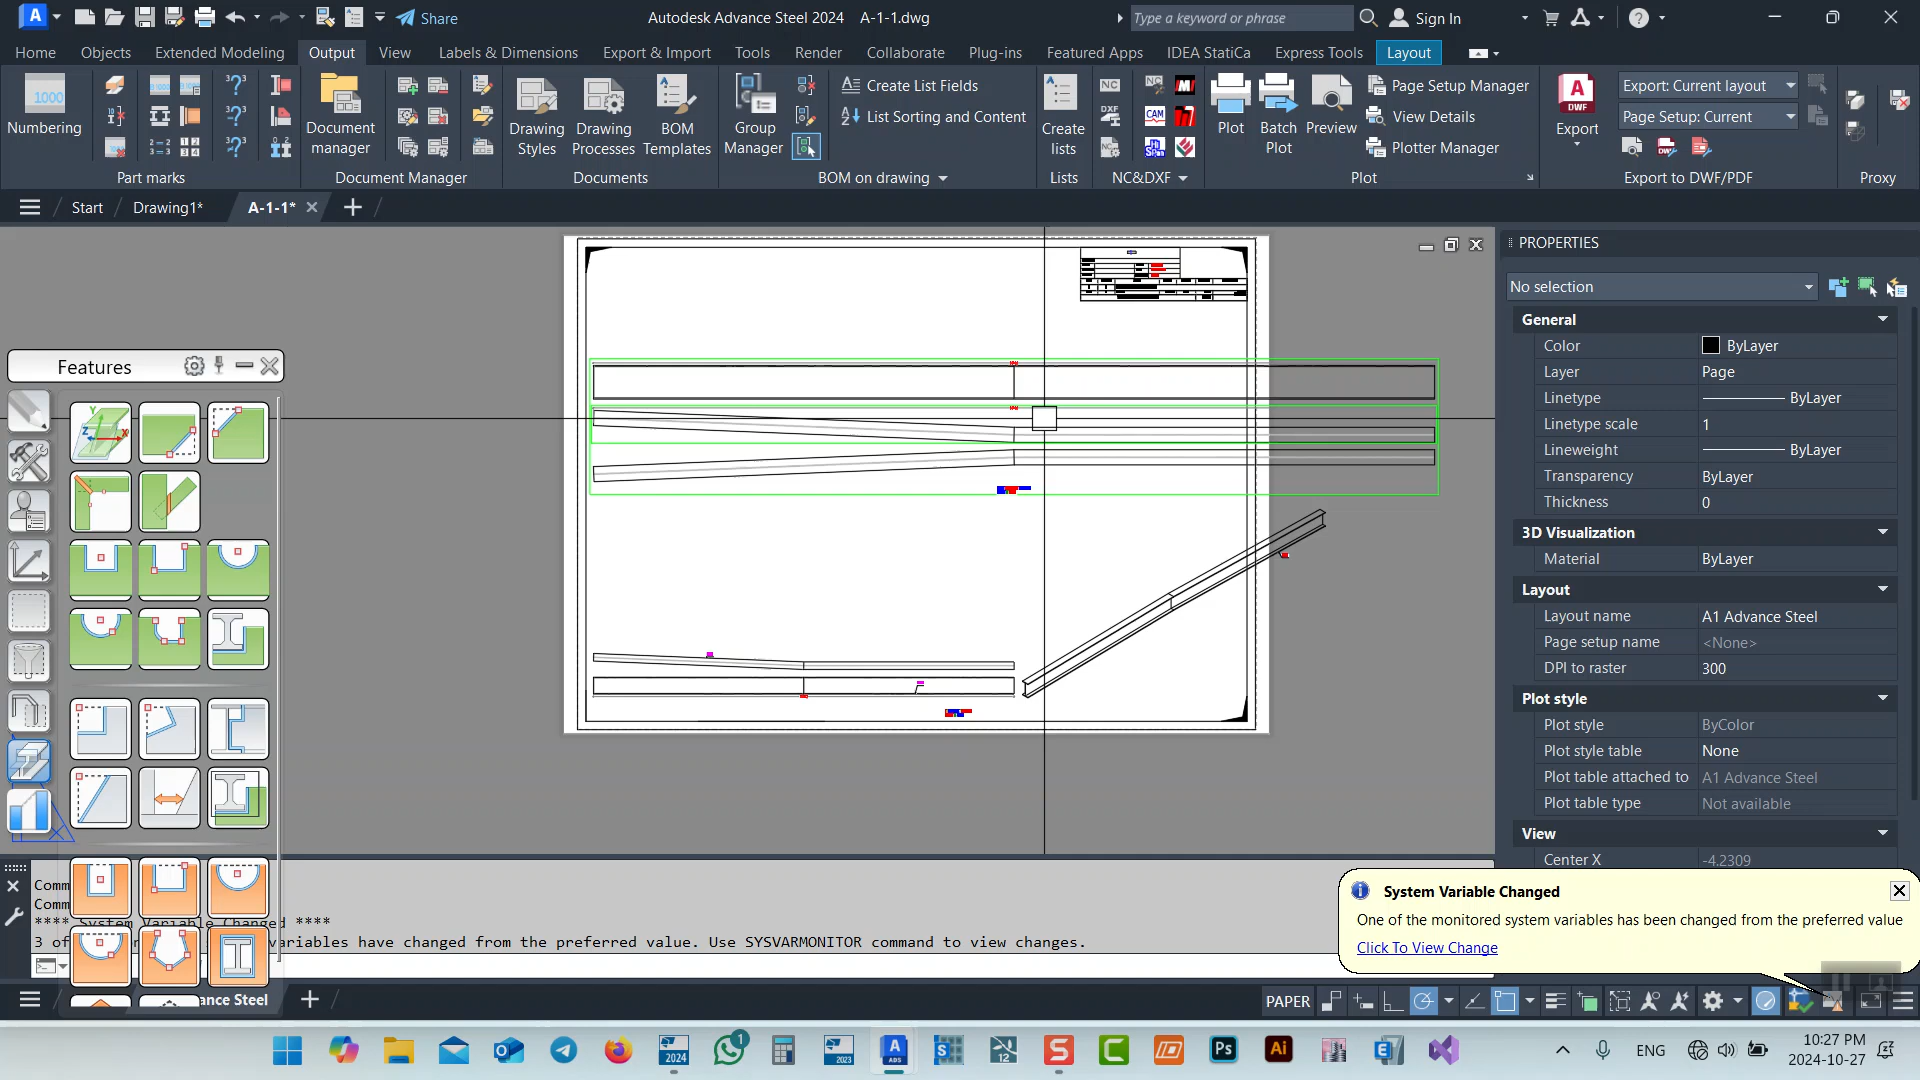 Share
Autodesk Advance Steel 2024
A-1-1.dwg
Type a keyword or phrase
Sign In
Home
Objects
Extended Modeling
Output
View
Labels & Dimensions
Export & Import
Tools
Render
Collaborate
Plug-ins
Featured Apps
IDEA StatiCa
Express Tools
Layout
Numbering
Part marks
Document manager
Document Manager
Drawing Styles
Drawing Processes
BOM Templates
Documents
Group Manager
Create List Fields
List Sorting and Content
BOM on drawing
Create lists
Lists
NC&DXF
Plot
Batch Plot
Preview
Page Setup Manager
View Details
Plotter Manager
Plot
Export
Export: Current layout
Page Setup: Current
Export to DWF/PDF
Proxy
Start
Drawing1*
A-1-1*
Features
PROPERTIES
No selection
General
Color ByLayer
Layer Page
Linetype ByLayer
Linetype scale 1
Lineweight ByLayer
Transparency ByLayer
Thickness 0
3D Visualization
Material ByLayer
Layout
Layout name A1 Advance Steel
Page setup name <None>
DPI to raster 300
Plot style
Plot style ByColor
Plot style table None
Plot table attached to A1 Advance Steel
Plot table type Not available
View
Center X -4.2309
Comm
Comm
**** System Variable Changed ****
3 of variables have changed from the preferred value. Use SYSVARMONITOR command to view changes.
System Variable Changed
One of the monitored system variables has been changed from the preferred value
Click To View Change
ance Steel
PAPER
ENG
10:27 PM
2024-10-27